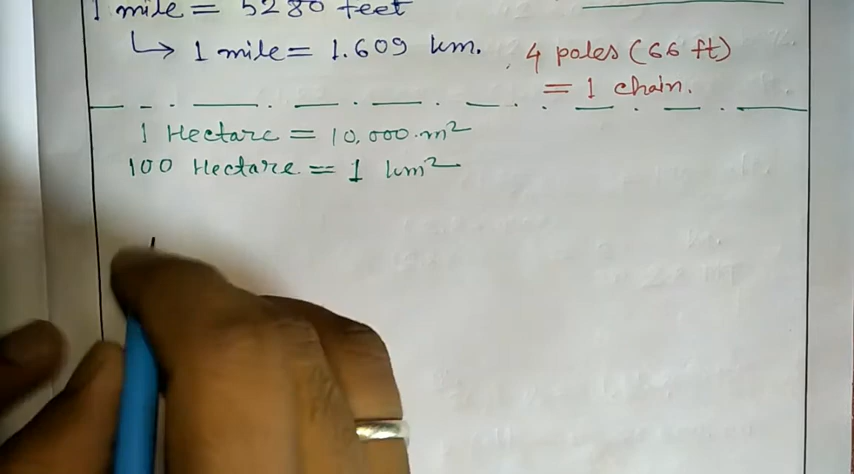 1 mile = 5280 feet
↳ 1 mile = 1.609 km.
4 poles (66 ft)
= 1 chain.
1 Hectare = 10,000 m²
100 Hectare = 1 km²